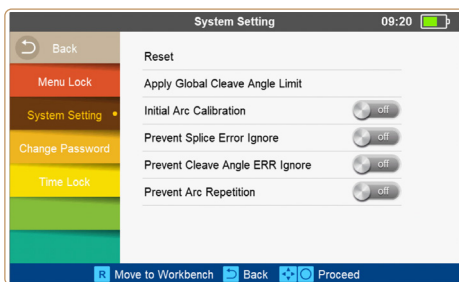 System Setting 09:20
Back
Menu Lock
System Setting
Change Password
Time Lock
Reset
Apply Global Cleave Angle Limit
Initial Arc Calibration off
Prevent Splice Error Ignore off
Prevent Cleave Angle ERR Ignore off
Prevent Arc Repetition off
R Move to Workbench Back Proceed